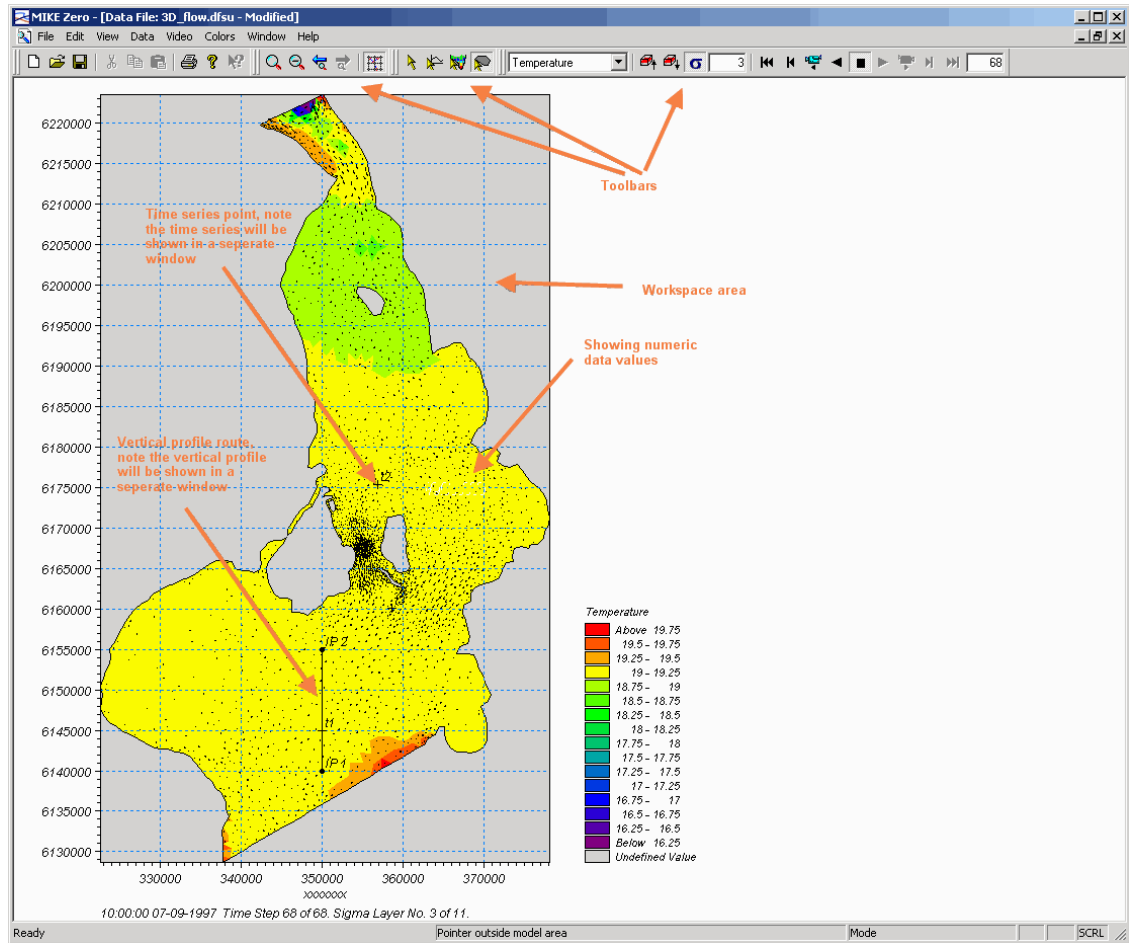 MIKE Zero - [Data File: 3D_flow.dfsu - Modified]
File Edit View Data Video Colors Window Help
Temperature 3 68
Toolbars
Time series point, note
the time series will be
shown in a seperate
window
Workspace area
Showing numeric
data values
Vertical profile route,
note the vertical profile
will be shown in a
seperate window
6220000
6215000
6210000
6205000
6200000
6195000
6190000
6185000
6180000
6175000
6170000
6165000
6160000
6155000
6150000
6145000
6140000
6135000
6130000
t2
IP 2
t1
IP 1
330000 340000 350000 360000 370000
xxxxxxx
Temperature
Above 19.75
19.5 - 19.75
19.25 - 19.5
19 - 19.25
18.75 - 19
18.5 - 18.75
18.25 - 18.5
18 - 18.25
17.75 - 18
17.5 - 17.75
17.25 - 17.5
17 - 17.25
16.75 - 17
16.5 - 16.75
16.25 - 16.5
Below 16.25
Undefined Value
10:00:00 07-09-1997 Time Step 68 of 68. Sigma Layer No. 3 of 11.
Ready Pointer outside model area Mode SCRL